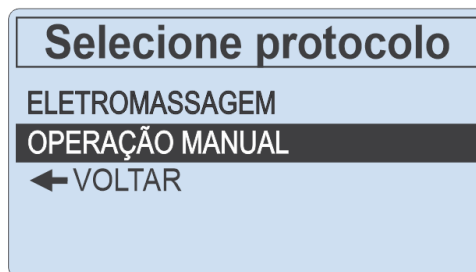 Selecione protocolo
ELETROMASSAGEM
OPERAÇÃO MANUAL
VOLTAR